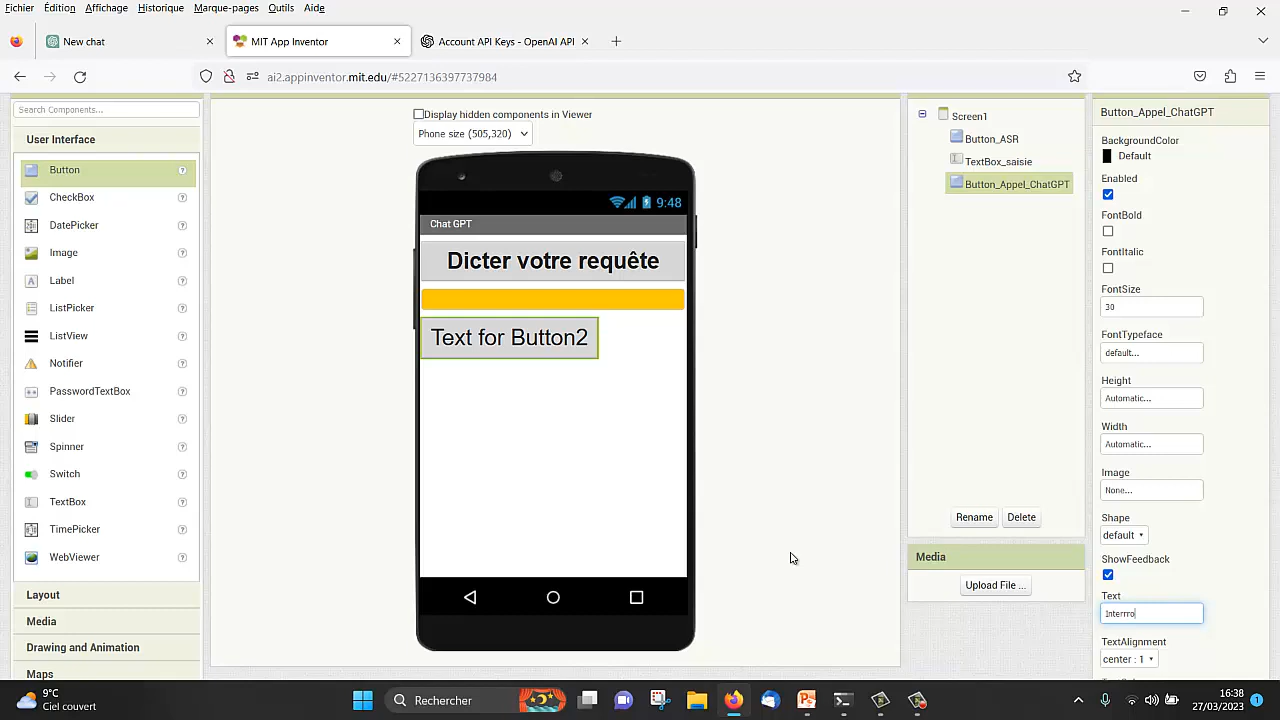 Fichier Édition Affichage Historique Marque-pages Outils Aide
New chat
MIT App Inventor
Account API Keys - OpenAI API
ai2.appinventor.mit.edu/#5227136397737984
Search Components...
User Interface
Button
CheckBox
DatePicker
Image
Label
ListPicker
ListView
Notifier
PasswordTextBox
Slider
Spinner
Switch
TextBox
TimePicker
WebViewer
Layout
Media
Drawing and Animation
Maps
Display hidden components in Viewer
Phone size (505,320)
9:48
Chat GPT
Dicter votre requête
Text for Button2
Screen1
Button_ASR
TextBox_saisie
Button_Appel_ChatGPT
Rename
Delete
Media
Upload File ...
Button_Appel_ChatGPT
BackgroundColor
Default
Enabled
FontBold
FontItalic
FontSize
30
FontTypeface
default...
Height
Automatic...
Width
Automatic...
Image
None...
Shape
default
ShowFeedback
Text
Interrro
TextAlignment
center : 1
9°C
Ciel couvert
Rechercher
16:38
27/03/2023